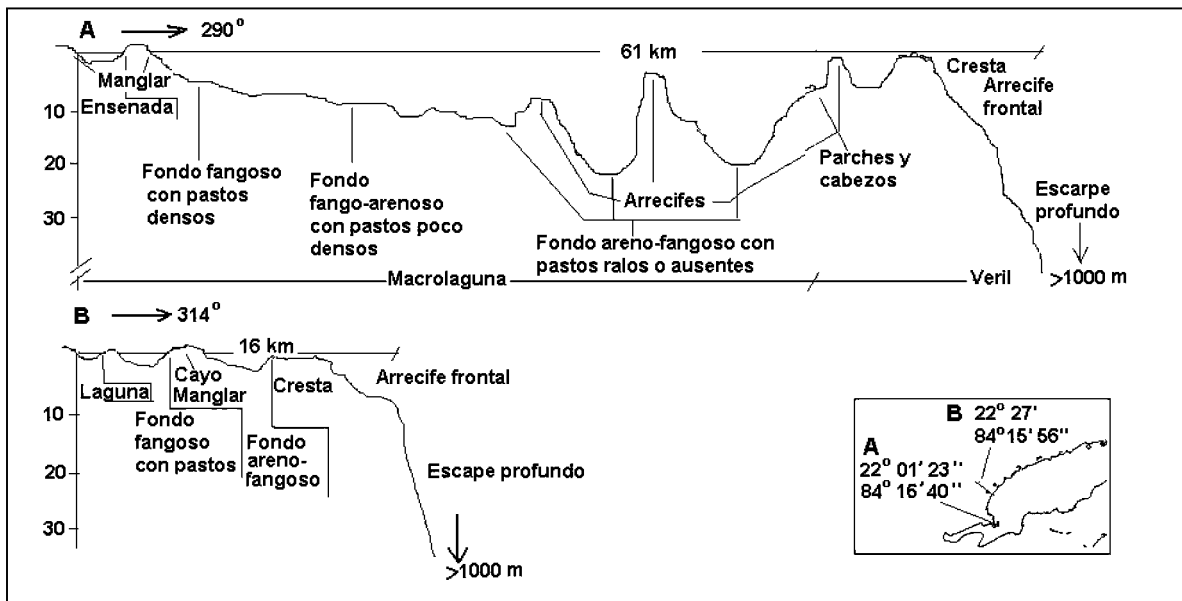 A
290°
61 km
Manglar
Ensenada
10
20
30
Fondo fangoso
con pastos
densos
Fondo
fango-arenoso
con pastos poco
densos
Arrecifes
Fondo areno-fangoso con
pastos ralos o ausentes
Parches y
cabezos
Cresta
Arrecife
frontal
Escarpe
profundo
>1000 m
Macrolaguna
Veril
B
314°
16 km
Laguna
Cayo
Manglar
Cresta
Arrecife frontal
10
20
30
Fondo
fangoso
con pastos
Fondo
areno-
fangoso
Escape profundo
>1000 m
B
22° 27'
84° 15' 56"
A
22° 01' 23"
84° 16' 40"